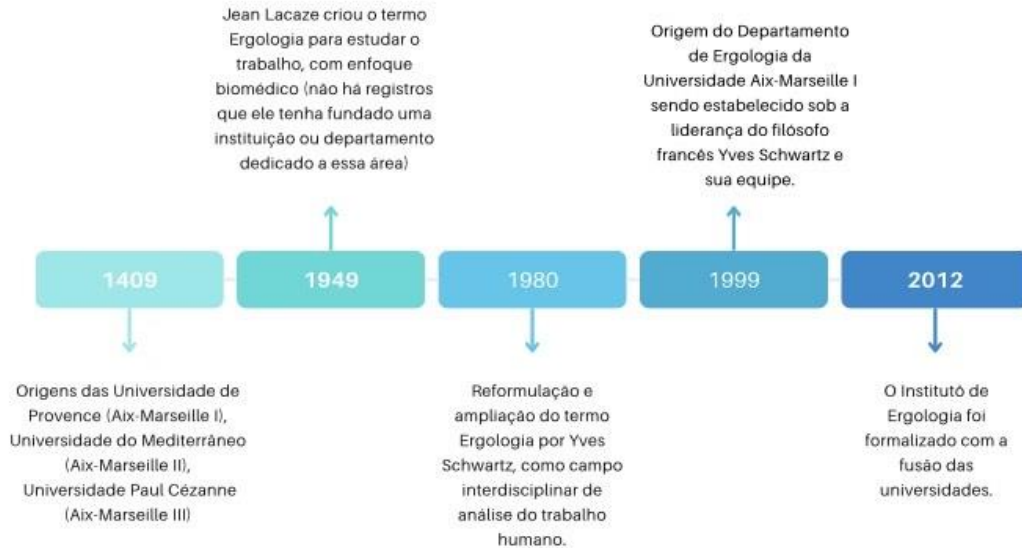 Jean Lacaze criou o termo
Ergologia para estudar o
trabalho, com enfoque
biomédico (não há registros
que ele tenha fundado uma
instituição ou departamento
dedicado a essa área)
Origem do Departamento
de Ergologia da
Universidade Aix-Marseille I
sendo estabelecido sob a
liderança do filósofo
francês Yves Schwartz e
sua equipe.
1409
1949
1980
1999
2012
Origens das Universidade de
Provence (Aix-Marseille I),
Universidade do Mediterrâneo
(Aix-Marseille II),
Universidade Paul Cézanne
(Aix-Marseille III)
Reformulação e
ampliação do termo
Ergologia por Yves
Schwartz, como campo
interdisciplinar de
análise do trabalho
humano.
O Institutô de
Ergologia foi
formalizado com a
fusão das
universidades.